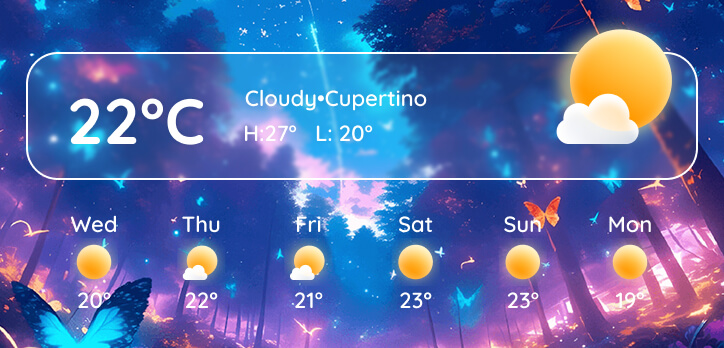 22°C
Cloudy•Cupertino
H:27° L: 20°
Wed Thu Fri Sat Sun Mon
20° 22° 21° 23° 23° 19°